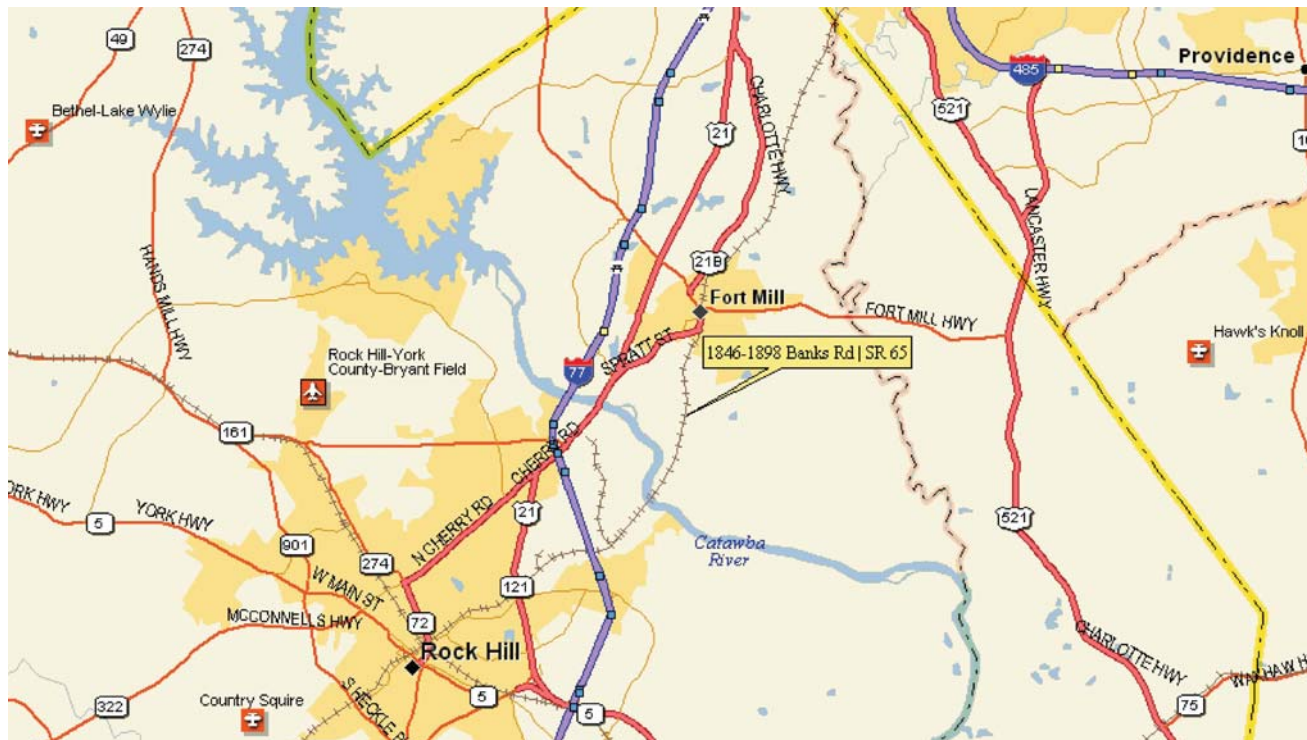 49
274
Providence
485
Bethel-Lake Wylie
521
21
CHARLOTTE HWY
LANCASTER HWY
HANDS MILL HWY
21B
Fort Mill
FORT MILL HWY
Hawk's Knoll
Rock Hill-York
County-Bryant Field
77
SPRATT ST
1846-1898 Banks Rd | SR 65
161
CHERRY RD
N CHERRY RD
21
521
ORK HWY
5
YORK HWY
901
274
Catawba
River
W MAIN ST
121
MCCONNELLS HWY
72
Rock Hill
CHARLOTTE HWY
WAXHAW H
322
Country Squire
S HECKLE
5
5
75